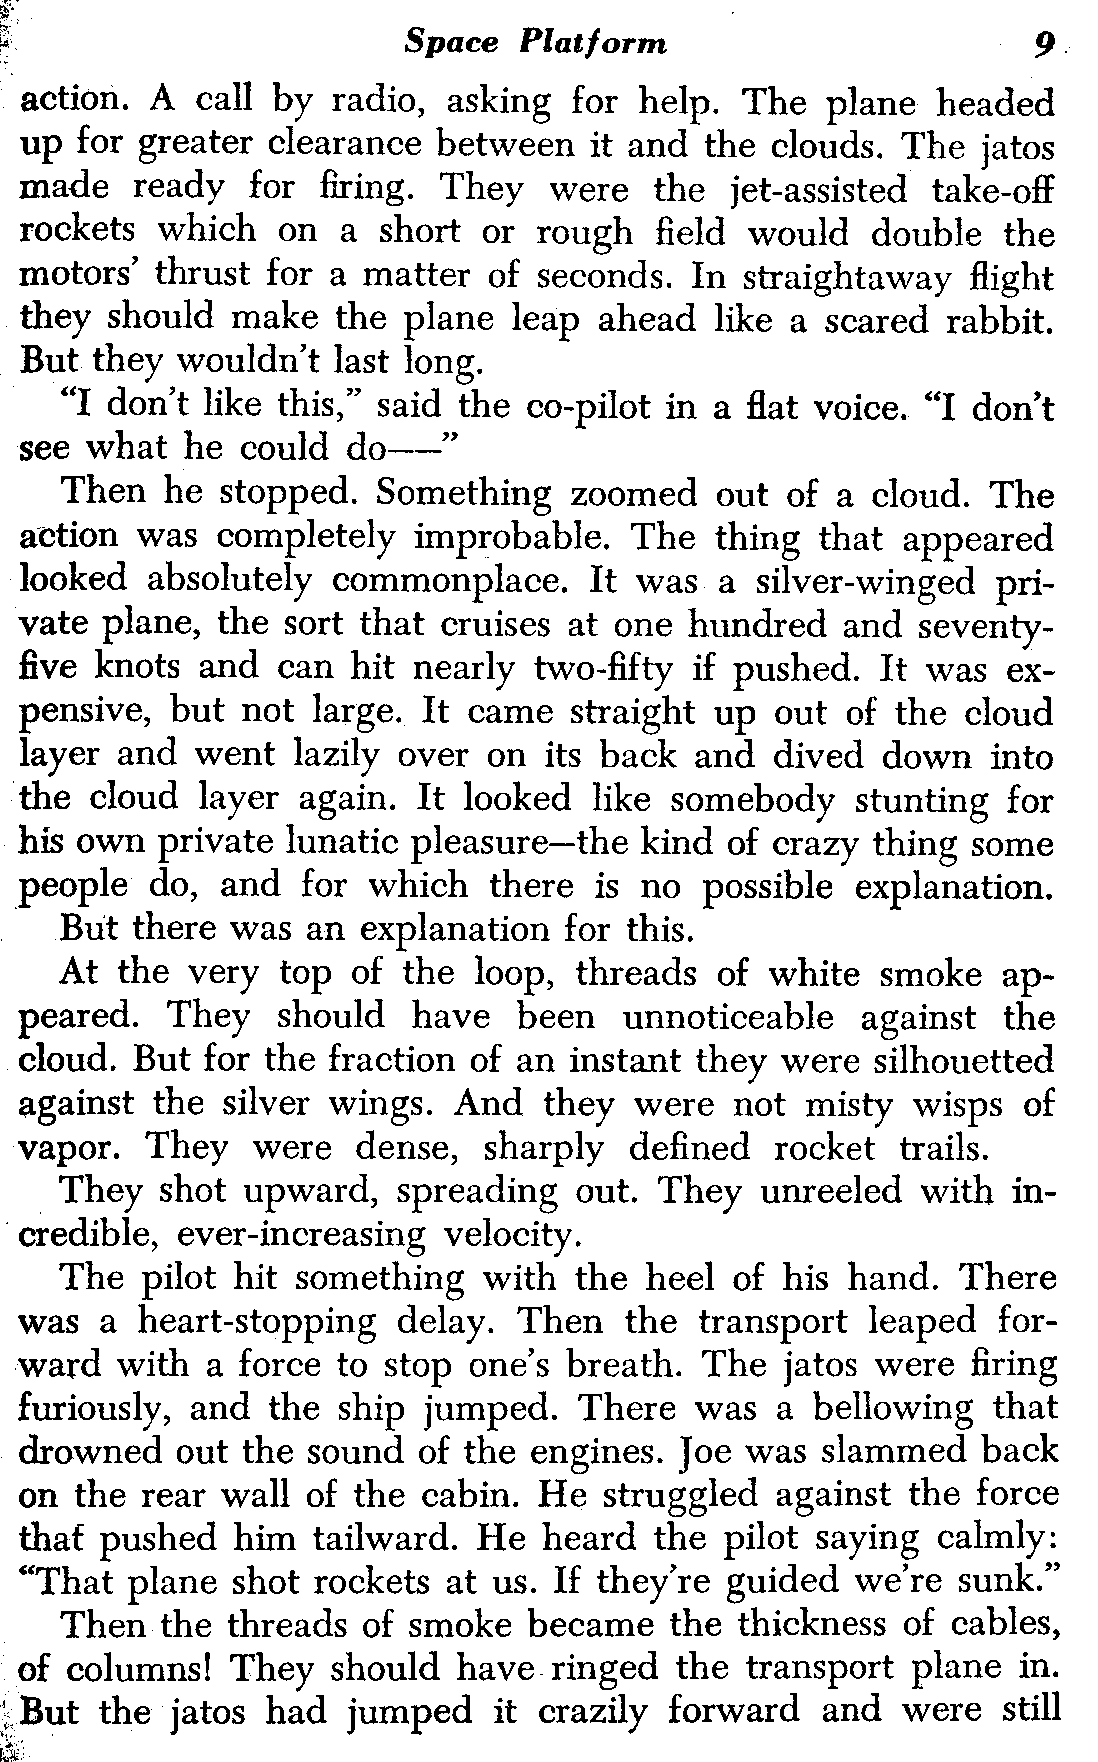 Space Platform 9
action. A call by radio, asking for help. The plane headed
up for greater clearance between it and the clouds. The jatos
made ready for firing. They were the jet-assisted take-off
rockets which on a short or rough field would double the
motors' thrust for a matter of seconds. In straightaway flight
they should make the plane leap ahead like a scared rabbit.
But they wouldn't last long.
"I don't like this," said the co-pilot in a flat voice. "I don't
see what he could do——"
Then he stopped. Something zoomed out of a cloud. The
action was completely improbable. The thing that appeared
looked absolutely commonplace. It was a silver-winged pri-
vate plane, the sort that cruises at one hundred and seventy-
five knots and can hit nearly two-fifty if pushed. It was ex-
pensive, but not large. It came straight up out of the cloud
layer and went lazily over on its back and dived down into
the cloud layer again. It looked like somebody stunting for
his own private lunatic pleasure—the kind of crazy thing some
people do, and for which there is no possible explanation.
But there was an explanation for this.
At the very top of the loop, threads of white smoke ap-
peared. They should have been unnoticeable against the
cloud. But for the fraction of an instant they were silhouetted
against the silver wings. And they were not misty wisps of
vapor. They were dense, sharply defined rocket trails.
They shot upward, spreading out. They unreeled with in-
credible, ever-increasing velocity.
The pilot hit something with the heel of his hand. There
was a heart-stopping delay. Then the transport leaped for-
ward with a force to stop one's breath. The jatos were firing
furiously, and the ship jumped. There was a bellowing that
drowned out the sound of the engines. Joe was slammed back
on the rear wall of the cabin. He struggled against the force
that pushed him tailward. He heard the pilot saying calmly:
"That plane shot rockets at us. If they're guided we're sunk."
Then the threads of smoke became the thickness of cables,
of columns! They should have ringed the transport plane in.
But the jatos had jumped it crazily forward and were still